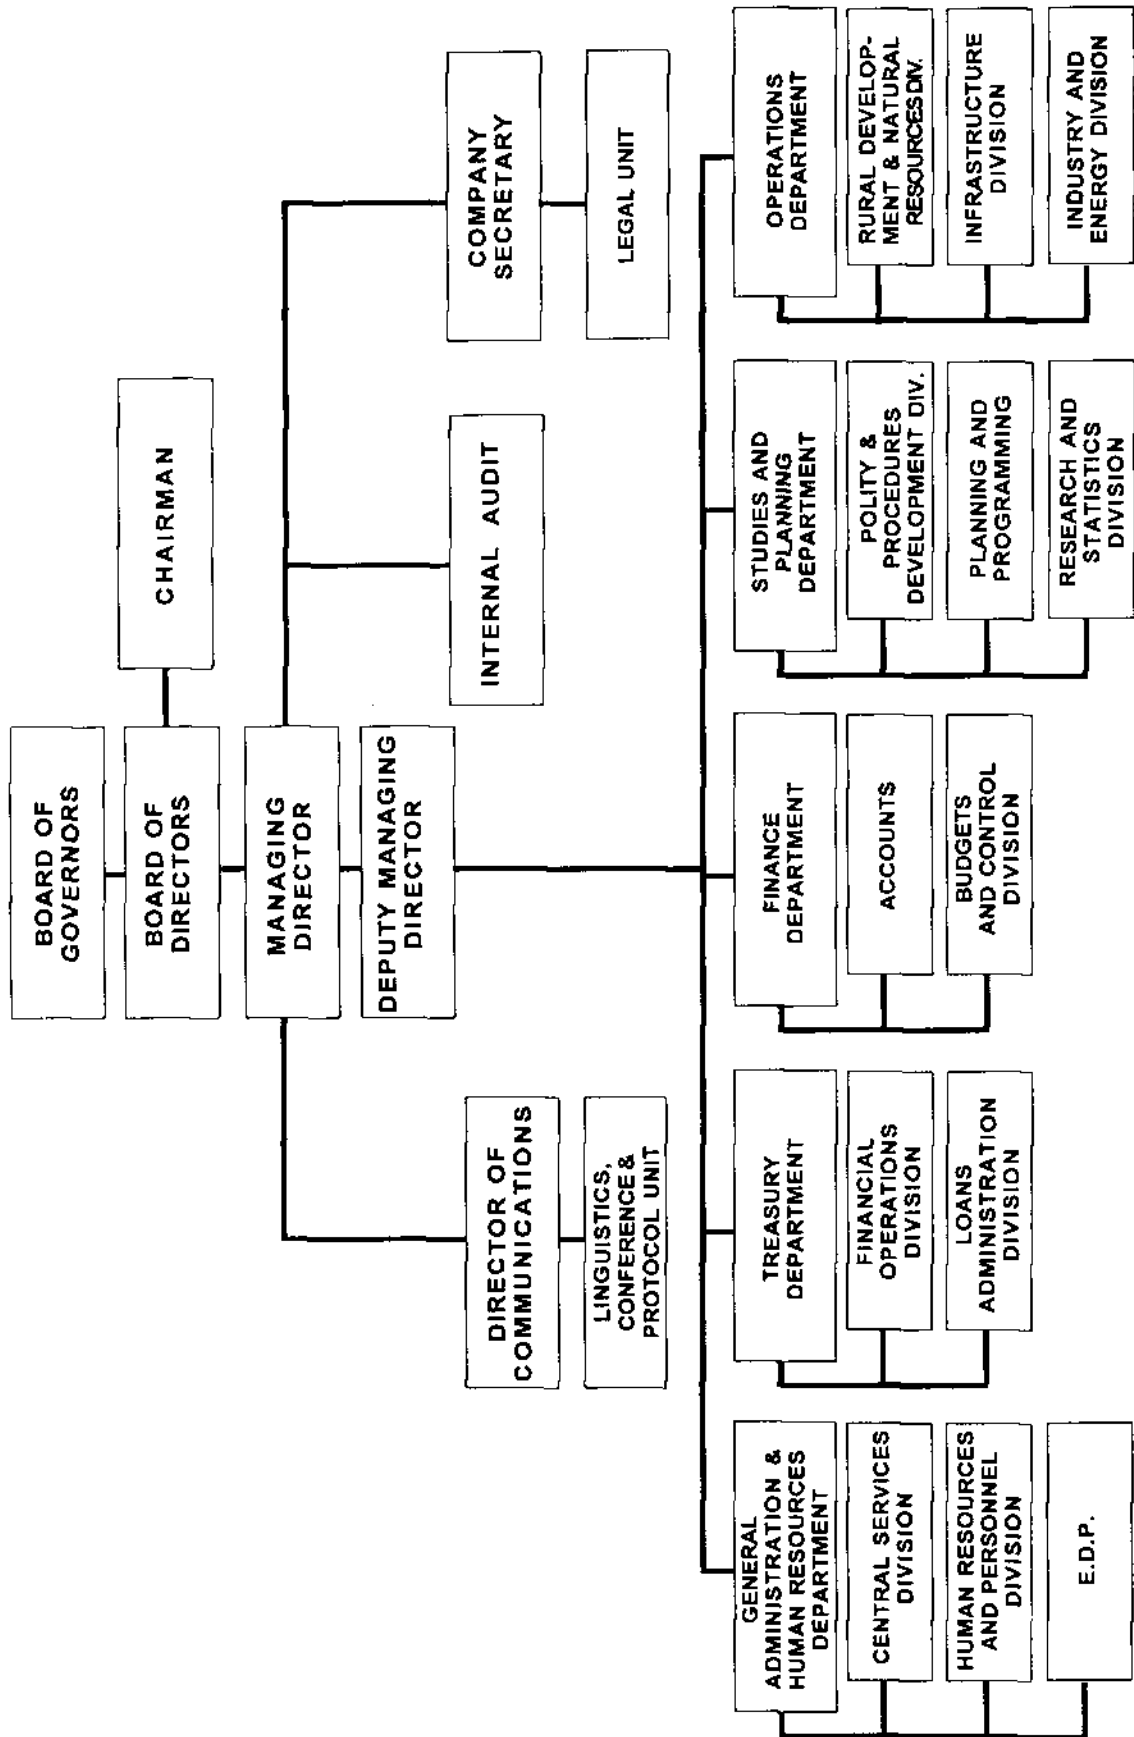 BOARD OF
GOVERNORS
BOARD OF
DIRECTORS
CHAIRMAN
MANAGING
DIRECTOR
DEPUTY MANAGING
DIRECTOR
DIRECTOR OF
COMMUNICATIONS
LINGUISTICS,
CONFERENCE &
PROTOCOL UNIT
INTERNAL AUDIT
COMPANY
SECRETARY
LEGAL UNIT
GENERAL
ADMINISTRATION &
HUMAN RESOURCES
DEPARTMENT
CENTRAL SERVICES
DIVISION
HUMAN RESOURCES
AND PERSONNEL
DIVISION
E.D.P.
TREASURY
DEPARTMENT
FINANCIAL
OPERATIONS
DIVISION
LOANS
ADMINISTRATION
DIVISION
FINANCE
DEPARTMENT
ACCOUNTS
BUDGETS
AND CONTROL
DIVISION
STUDIES AND
PLANNING
DEPARTMENT
POLITY &
PROCEDURES
DEVELOPMENT DIV.
PLANNING AND
PROGRAMMING
RESEARCH AND
STATISTICS
DIVISION
OPERATIONS
DEPARTMENT
RURAL DEVELOP-
MENT & NATURAL
RESOURCES DIV.
INFRASTRUCTURE
DIVISION
INDUSTRY AND
ENERGY DIVISION